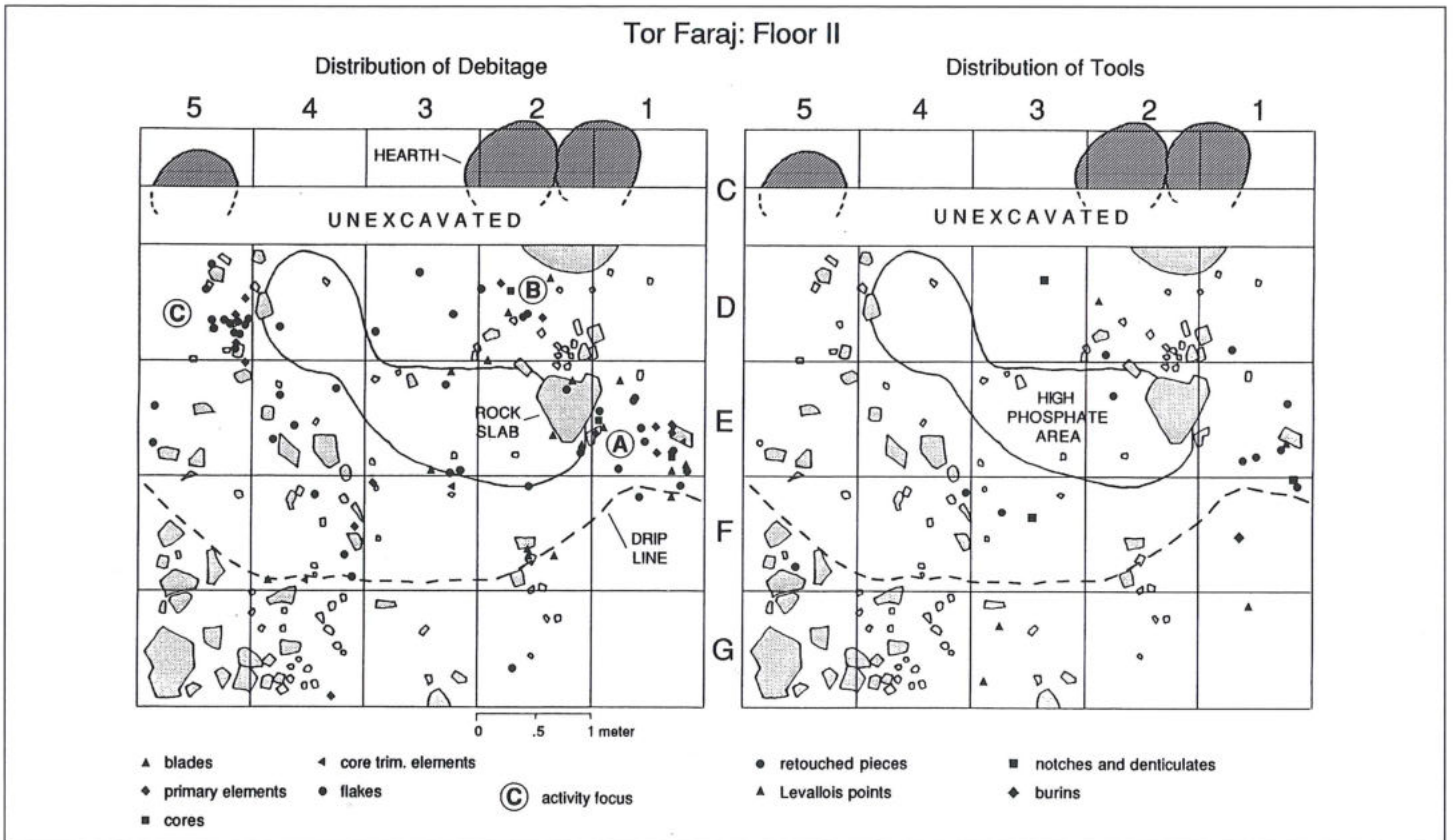 Tor Faraj: Floor II
Distribution of Debitage
Distribution of Tools
5 4 3 2 1
5 4 3 2 1
HEARTH
C
UNEXCAVATED
UNEXCAVATED
B
C
D
ROCK
SLAB
A
E
HIGH
PHOSPHATE
AREA
DRIP
LINE
F
G
0 .5 1 meter
blades
core trim. elements
primary elements
flakes
C activity focus
cores
retouched pieces
notches and denticulates
Levallois points
burins